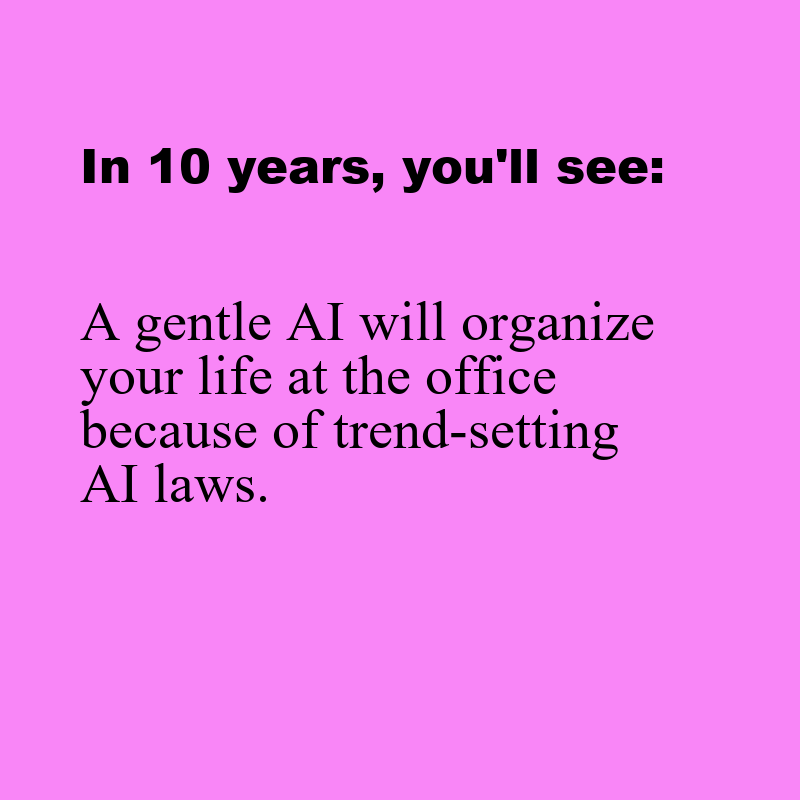 In 10 years, you'll see:
A gentle AI will organize
your life at the office
because of trend-setting
AI laws.